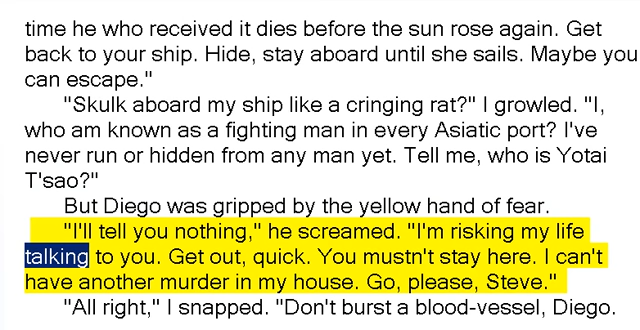 time he who received it dies before the sun rose again. Get
back to your ship. Hide, stay aboard until she sails. Maybe you
can escape."
"Skulk aboard my ship like a cringing rat?" I growled. "I,
who am known as a fighting man in every Asiatic port? I've
never run or hidden from any man yet. Tell me, who is Yotai
T'sao?"
But Diego was gripped by the yellow hand of fear.
"I'll tell you nothing," he screamed. "I'm risking my life
talking to you. Get out, quick. You mustn't stay here. I can't
have another murder in my house. Go, please, Steve."
"All right," I snapped. "Don't burst a blood-vessel, Diego.